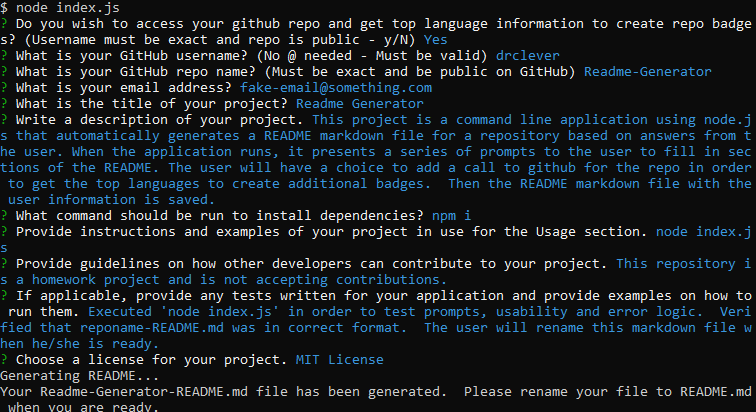 $ node index.js
? Do you wish to access your github repo and get top language information to create repo badge
s? (Username must be exact and repo is public - y/N) Yes
? What is your GitHub username? (No @ needed - Must be valid) drclever
? What is your GitHub repo name? (Must be exact and be public on GitHub) Readme-Generator
? What is your email address? fake-email@something.com
? What is the title of your project? Readme Generator
? Write a description of your project. This project is a command line application using node.j
s that automatically generates a README markdown file for a repository based on answers from t
he user. When the application runs, it presents a series of prompts to the user to fill in sec
tions of the README. The user will have a choice to add a call to github for the repo in order
 to get the top languages to create additional badges.  Then the README markdown file with the
 user information is saved.
? What command should be run to install dependencies? npm i
? Provide instructions and examples of your project in use for the Usage section. node index.j
s
? Provide guidelines on how other developers can contribute to your project. This repository i
s a homework project and is not accepting contributions.
? If applicable, provide any tests written for your application and provide examples on how to
 run them. Executed 'node index.js' in order to test prompts, usability and error logic.  Veri
fied that reponame-README.md was in correct format.  The user will rename this markdown file w
hen he/she is ready.
? Choose a license for your project. MIT License
Generating README...
Your Readme-Generator-README.md file has been generated.  Please rename your file to README.md
 when you are ready.